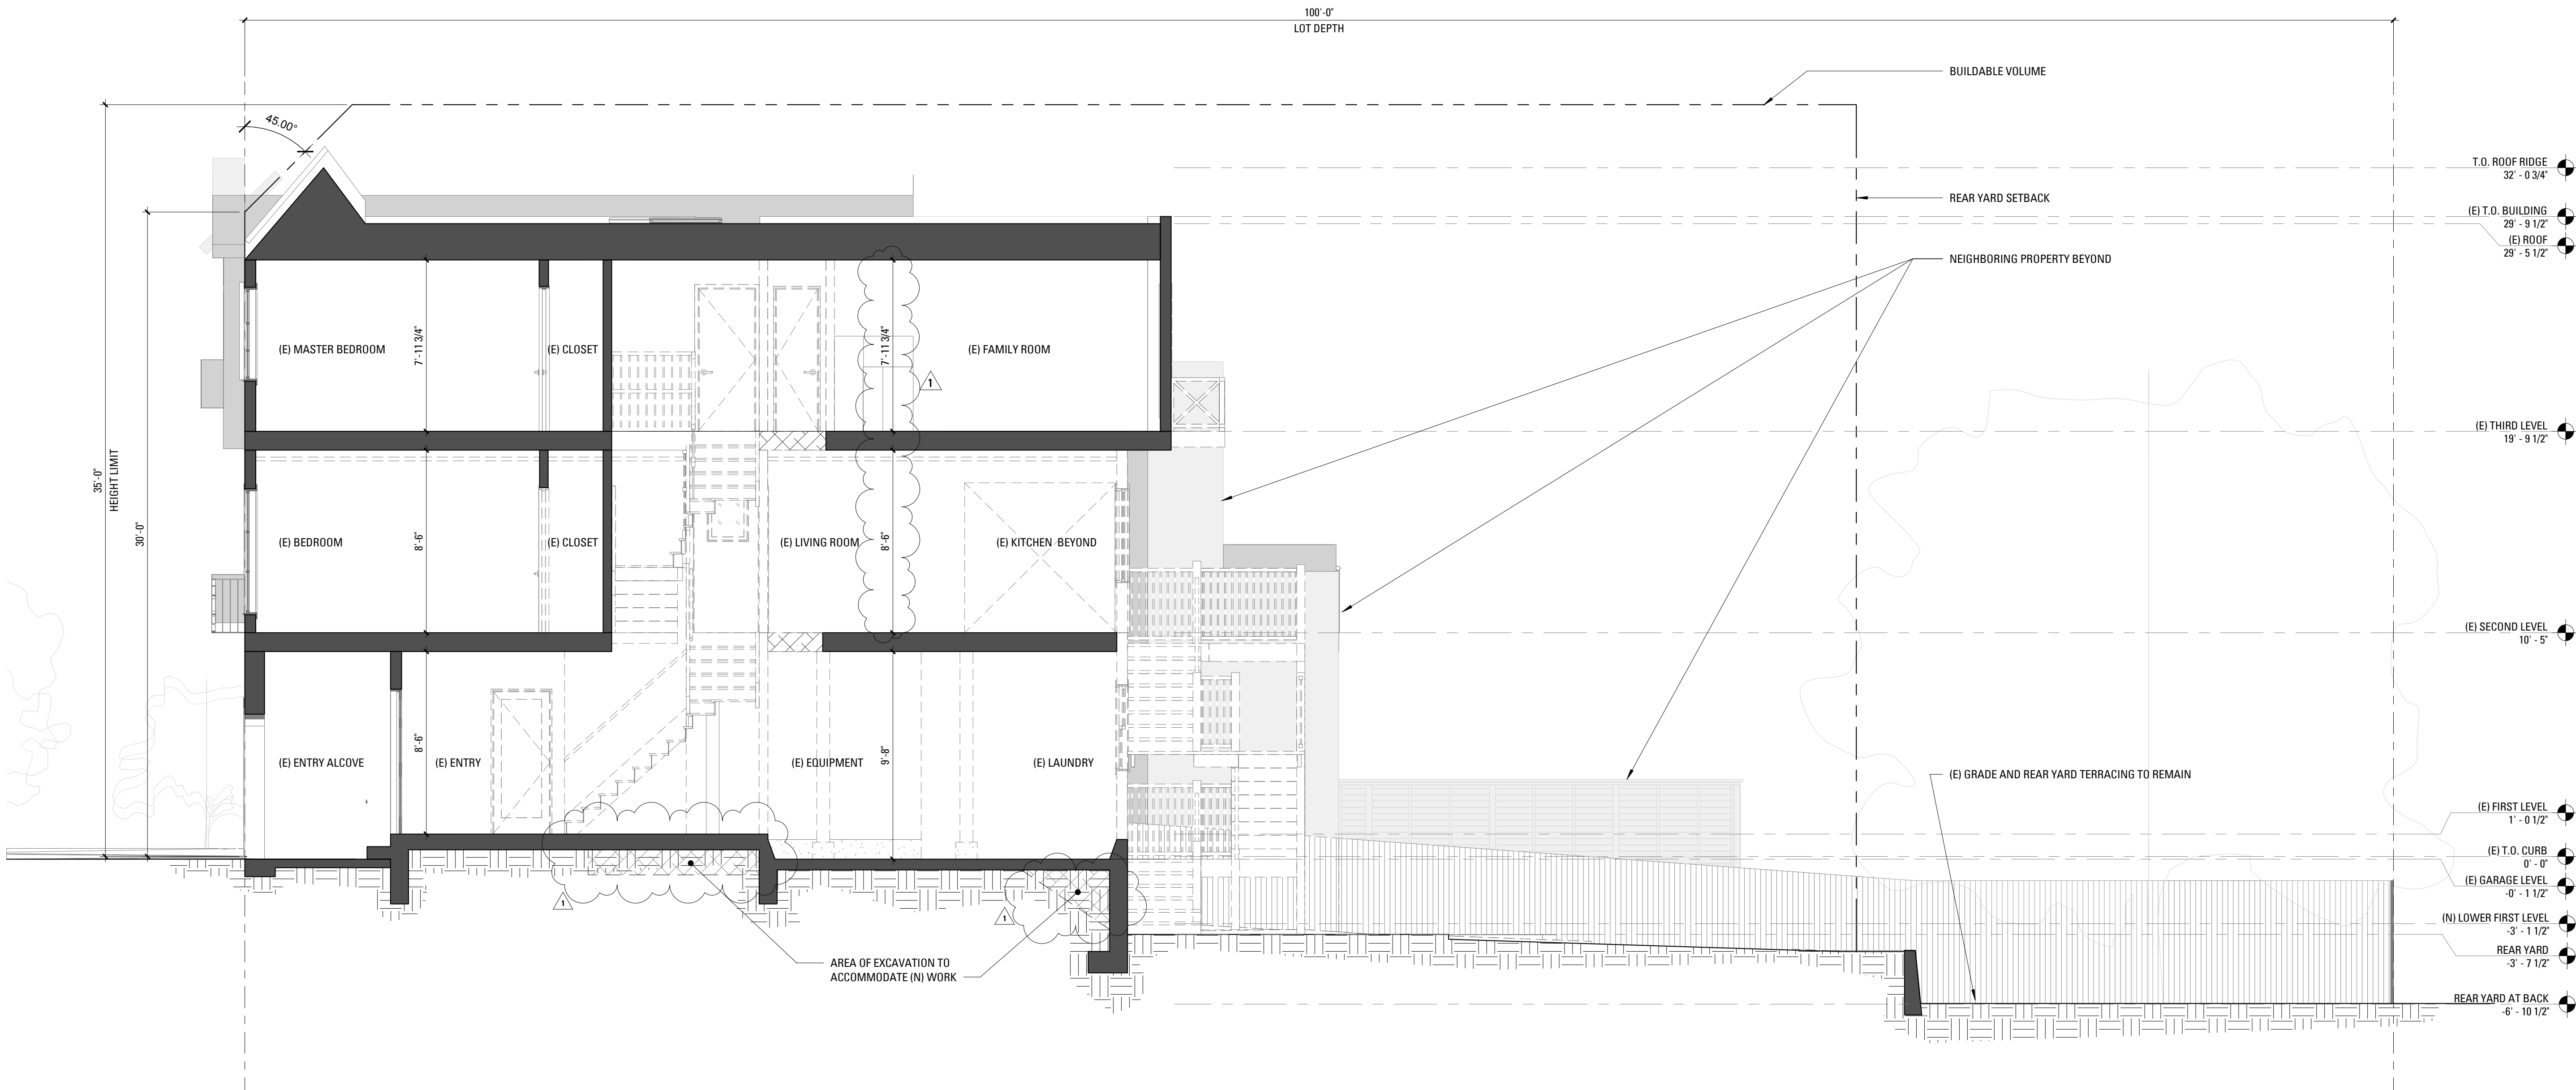 100'-0"
LOT DEPTH
BUILDABLE VOLUME
45.00°
T.O. ROOF RIDGE
32' - 0 3/4"
REAR YARD SETBACK
(E) T.O. BUILDING
29' - 9 1/2"
(E) ROOF
29' - 5 1/2"
NEIGHBORING PROPERTY BEYOND
(E) MASTER BEDROOM
7'-11 3/4"
(E) CLOSET
7'-11 3/4"
(E) FAMILY ROOM
1
(E) THIRD LEVEL
19' - 9 1/2"
35'-0"
HEIGHT LIMIT
30'-0"
(E) BEDROOM
8'-6"
(E) CLOSET
(E) LIVING ROOM
8'-6"
(E) KITCHEN BEYOND
(E) SECOND LEVEL
10' - 5"
(E) ENTRY ALCOVE
8'-6"
(E) ENTRY
(E) EQUIPMENT
9'-8"
(E) LAUNDRY
(E) GRADE AND REAR YARD TERRACING TO REMAIN
(E) FIRST LEVEL
1' - 0 1/2"
(E) T.O. CURB
0' - 0"
(E) GARAGE LEVEL
-0' - 1 1/2"
1
1
(N) LOWER FIRST LEVEL
-3' - 1 1/2"
REAR YARD
-3' - 7 1/2"
AREA OF EXCAVATION TO
ACCOMMODATE (N) WORK
REAR YARD AT BACK
-6' - 10 1/2"